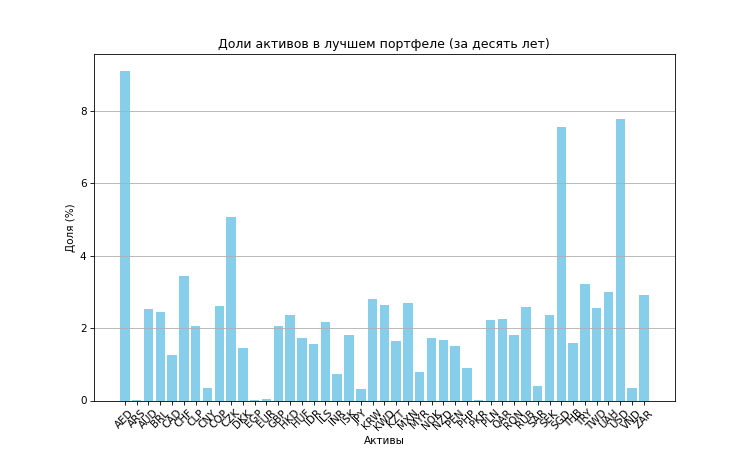 Доли активов в лучшем портфеле (за десять лет)
Доля (%)
8
6
4
2
0
AED ARS AUD BRL CAD CHF CLP CNY COP CZK DKK EGP EUR GBP HKD HUF IDR ILS INR ISK JPY KRW KWD KZT MXN MYR NOK NZD PEN PHP PKR PLN QAR RON RUB SAR SEK SGD THB TRY TWD UAH USD VND ZAR
Активы